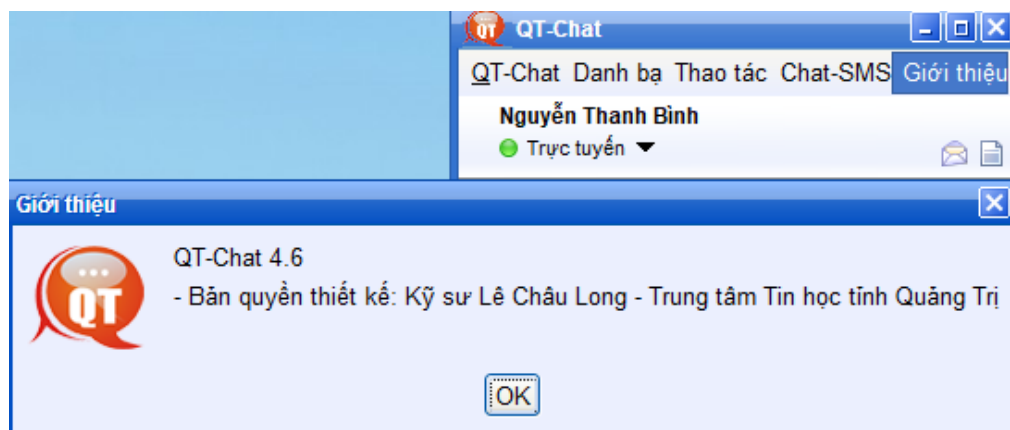 QT QT-Chat
QT-Chat Danh bạ Thao tác Chat-SMS Giới thiệu
Nguyễn Thanh Bình
Trực tuyến
Giới thiệu
QT-Chat 4.6
QT
- Bản quyền thiết kế: Kỹ sư Lê Châu Long - Trung tâm Tin học tỉnh Quảng Trị
OK